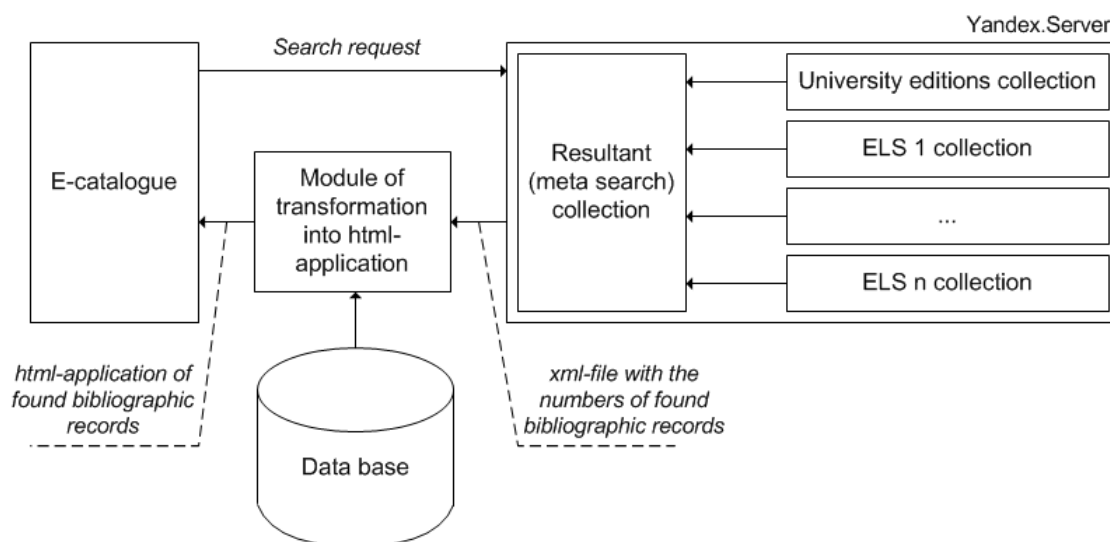 Yandex.Server
Search request
E-catalogue
Module of
transformation
into html-
application
Resultant
(meta search)
collection
University editions collection
ELS 1 collection
...
ELS n collection
html-application of
found bibliographic
records
xml-file with the
numbers of found
bibliographic records
Data base